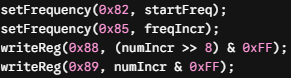 setFrequency(0x82, startFreq);
setFrequency(0x85, freqIncr);
writeReg(0x88, (numIncr >> 8) & 0xFF);
writeReg(0x89, numIncr & 0xFF);